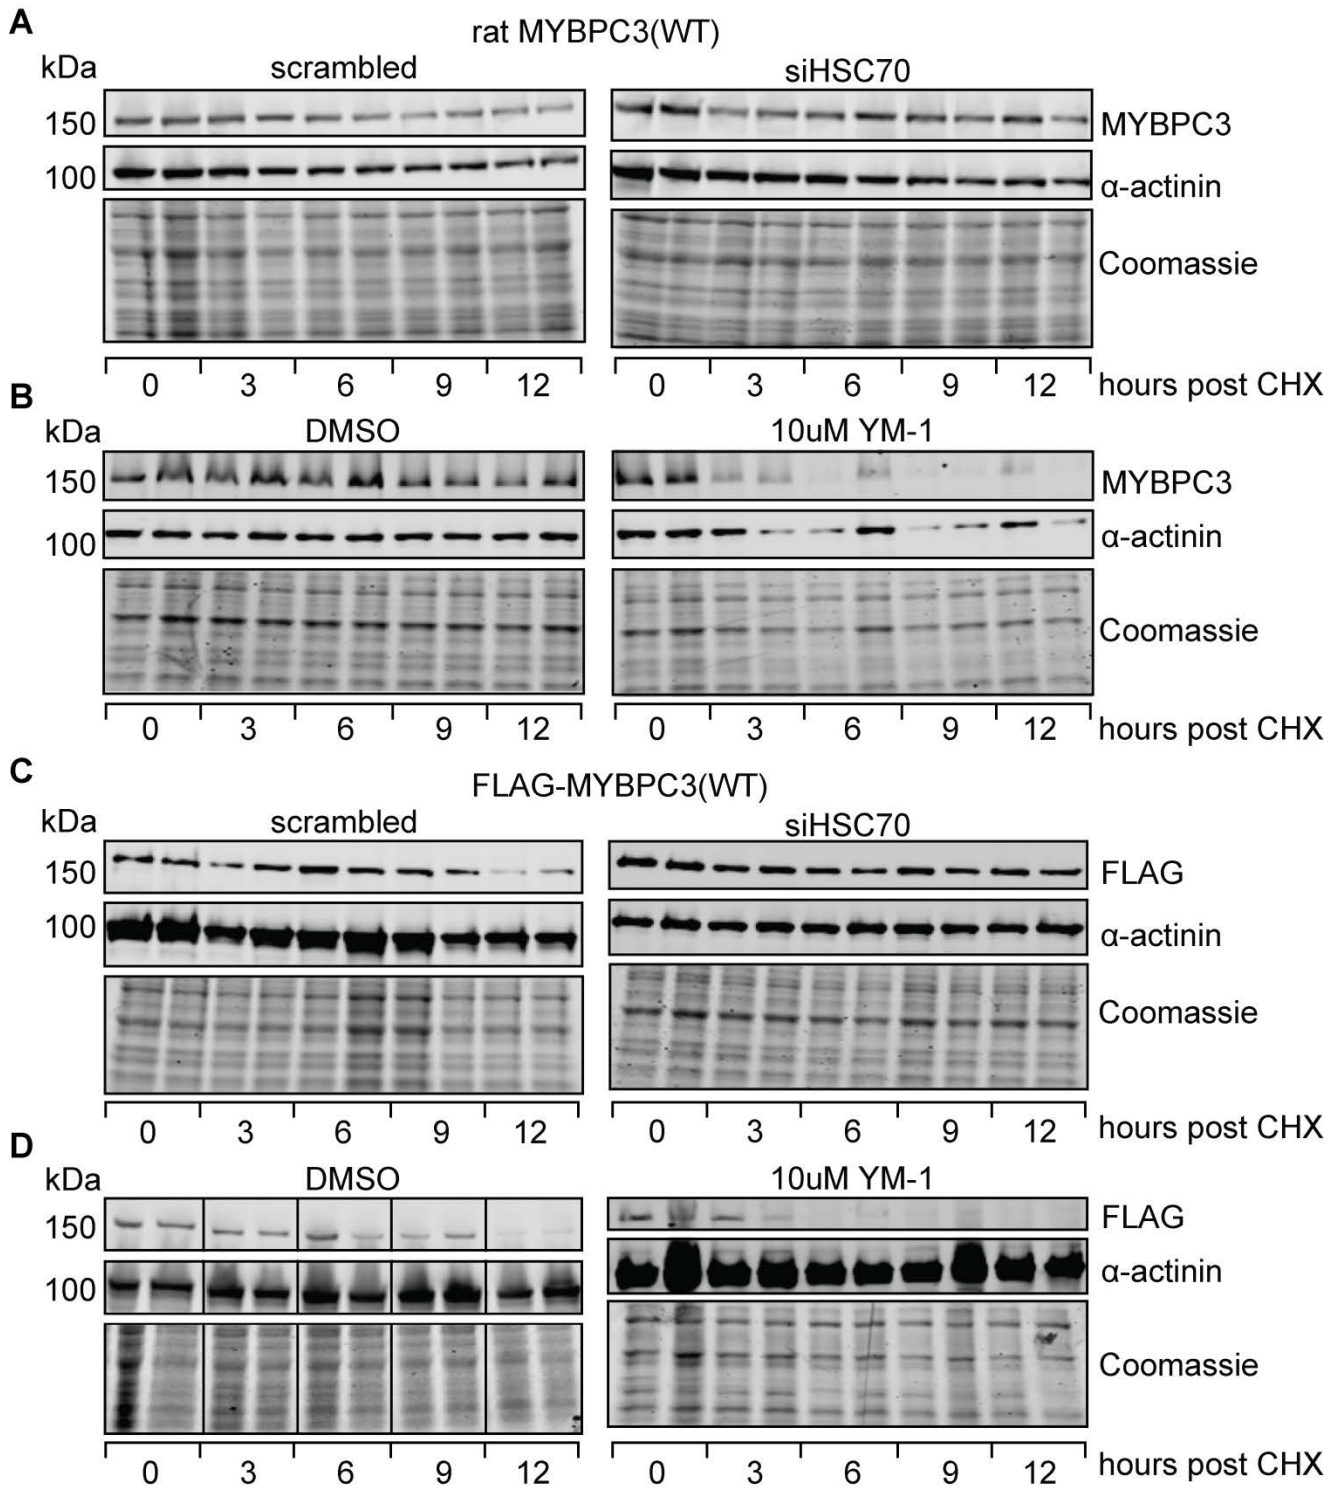 A
rat MYBPC3(WT)
kDa
scrambled
siHSC70
150
MYBPC3
100
α-actinin
Coomassie
0 3 6 9 12
0 3 6 9 12
hours post CHX
B
kDa
DMSO
10uM YM-1
150
MYBPC3
100
α-actinin
Coomassie
0 3 6 9 12
0 3 6 9 12
hours post CHX
C
FLAG-MYBPC3(WT)
kDa
scrambled
siHSC70
150
FLAG
100
α-actinin
Coomassie
0 3 6 9 12
0 3 6 9 12
hours post CHX
D
kDa
DMSO
10uM YM-1
150
FLAG
100
α-actinin
Coomassie
0 3 6 9 12
0 3 6 9 12
hours post CHX